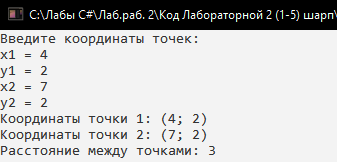 C:\Лабы C#\Лаб.раб. 2\Код Лабораторной 2 (1-5) шарп\
Введите координаты точек:
x1 = 4
y1 = 2
x2 = 7
y2 = 2
Координаты точки 1: (4; 2)
Координаты точки 2: (7; 2)
Расстояние между точками: 3